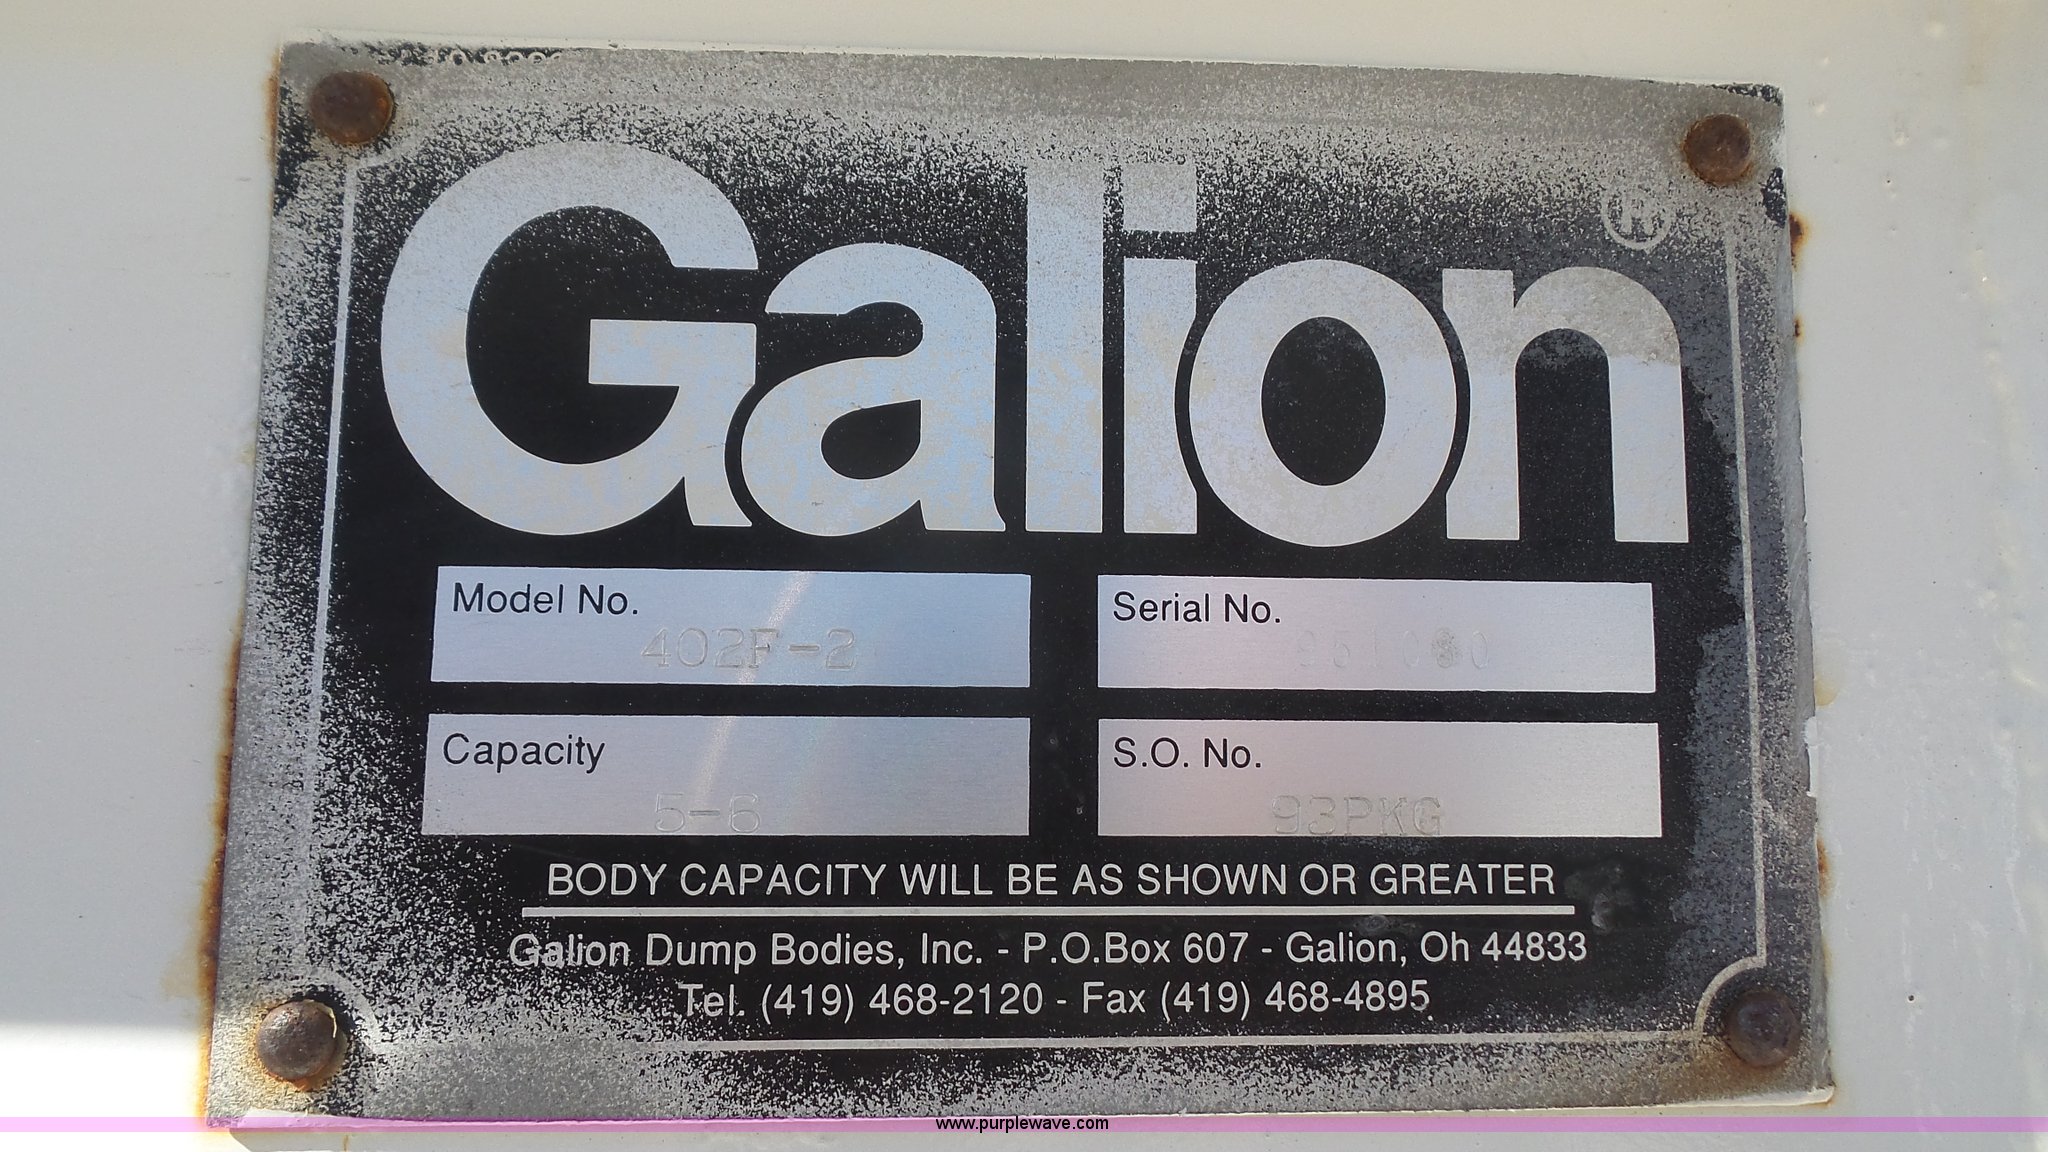 Galion
Model No.
402F-2
Serial No.
Capacity
5-6
S.O. No.
93PKG
BODY CAPACITY WILL BE AS SHOWN OR GREATER
Galion Dump Bodies, Inc. - P.O.Box 607 - Galion, Oh 44833
Tel. (419) 468-2120 - Fax (419) 468-4895
www.purplewave.com